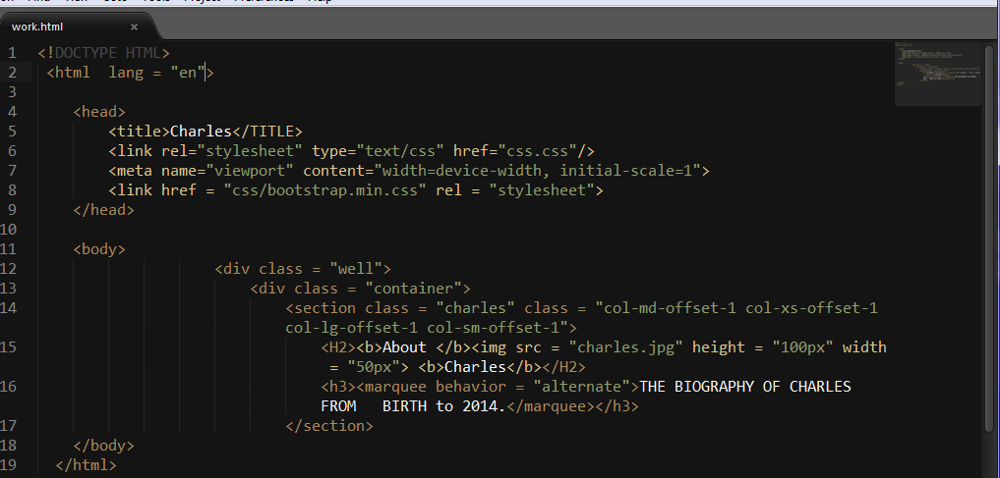 work.html ×
1 <!DOCTYPE HTML>
2 <html  lang = "en">
3
4 <head>
5 <title>Charles</TITLE>
6 <link rel="stylesheet" type="text/css" href="css.css"/>
7 <meta name="viewport" content="width=device-width, initial-scale=1">
8 <link href = "css/bootstrap.min.css" rel = "stylesheet">
9 </head>
10
11 <body>
12 <div class = "well">
13 <div class = "container">
14 <section class = "charles" class = "col-md-offset-1 col-xs-offset-1
col-lg-offset-1 col-sm-offset-1">
15 <H2><b>About </b><img src = "charles.jpg" height = "100px" width
= "50px"> <b>Charles</b></H2>
16 <h3><marquee behavior = "alternate">THE BIOGRAPHY OF CHARLES
FROM   BIRTH to 2014.</marquee></h3>
17 </section>
18 </body>
19 </html>